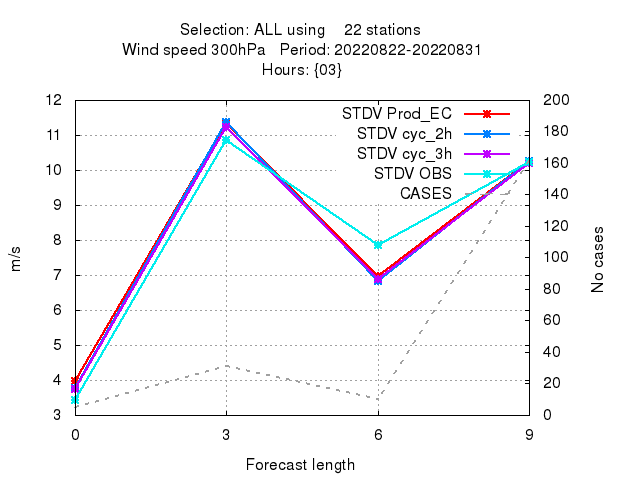 Selection: ALL using 22 stations
Wind speed 300hPa Period: 20220822-20220831
Hours: {03}
12 200
11 180
10 160
9 140
8 120
7 100
6 80
5 60
4 40
3 20
0
STDV Prod_EC
STDV cyc_2h
STDV cyc_3h
STDV OBS
CASES
m/s
No cases
0 3 6 9
Forecast length